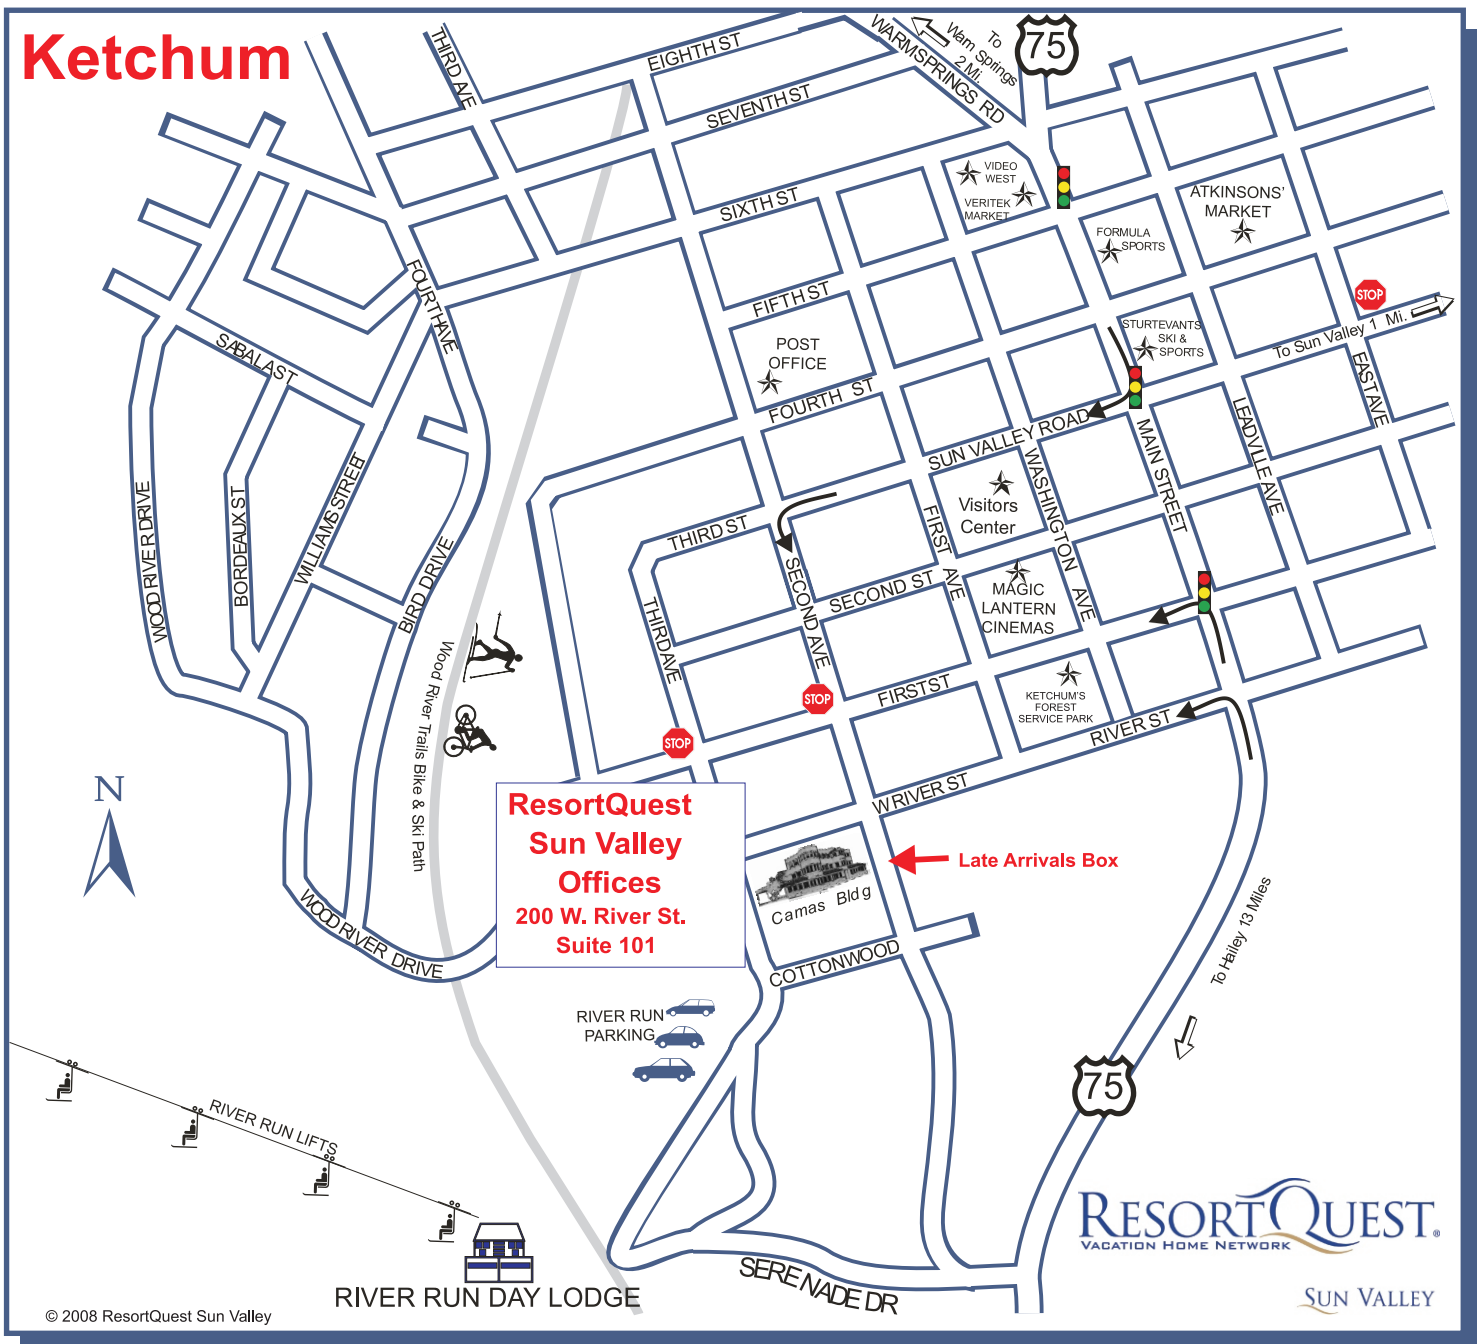 Ketchum
THIRD AVE
EIGHTH ST
SEVENTH ST
WARMSPRINGS RD
To
Warn Springs
2 Mi.
75
SIXTH ST
VIDEO
WEST
VERITEK
MARKET
ATKINSONS'
MARKET
FORMULA
SPORTS
FIFTH ST
STOP
To Sun Valley 1 Mi.
STURTEVANTS
SKI &
SPORTS
POST
OFFICE
FOURTH AVE
SABALA ST
FOURTH ST
EAST AVE
LEADVILLE AVE
SUN VALLEY ROAD
MAIN STREET
WASHINGTON AVE
Visitors
Center
FIRST AVE
WOOD RIVER DRIVE
BORDEAUX ST
WILLIAMS STREET
BIRD DRIVE
THIRD ST
SECOND AVE
SECOND ST
MAGIC
LANTERN
CINEMAS
THIRD AVE
STOP
FIRST ST
KETCHUM'S
FOREST
SERVICE PARK
RIVER ST
STOP
Wood River Trails Bike & Ski Path
N
W RIVER ST
ResortQuest
Sun Valley
Offices
200 W. River St.
Suite 101
Late Arrivals Box
Camas Bldg
WOOD RIVER DRIVE
COTTONWOOD
To Hailey 13 Miles
RIVER RUN
PARKING
75
RIVER RUN LIFTS
RIVER RUN DAY LODGE
SERENADE DR
RESORTQUEST®
VACATION HOME NETWORK
SUN VALLEY
© 2008 ResortQuest Sun Valley